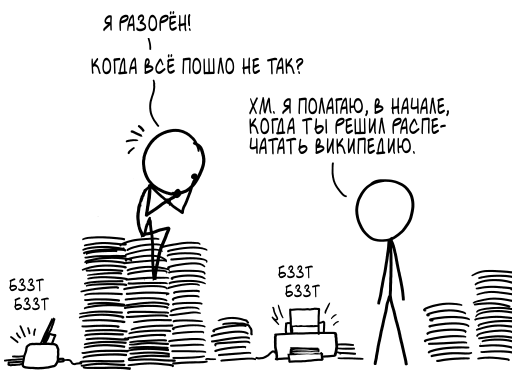 Я РАЗОРЁН!
КОГДА ВСЁ ПОШЛО НЕ ТАК?
ХМ. Я ПОЛАГАЮ, В НАЧАЛЕ,
КОГДА ТЫ РЕШИЛ РАСПЕ-
ЧАТАТЬ ВИКИПЕДИЮ.
БЗЗТ
БЗЗТ
БЗЗТ
БЗЗТ